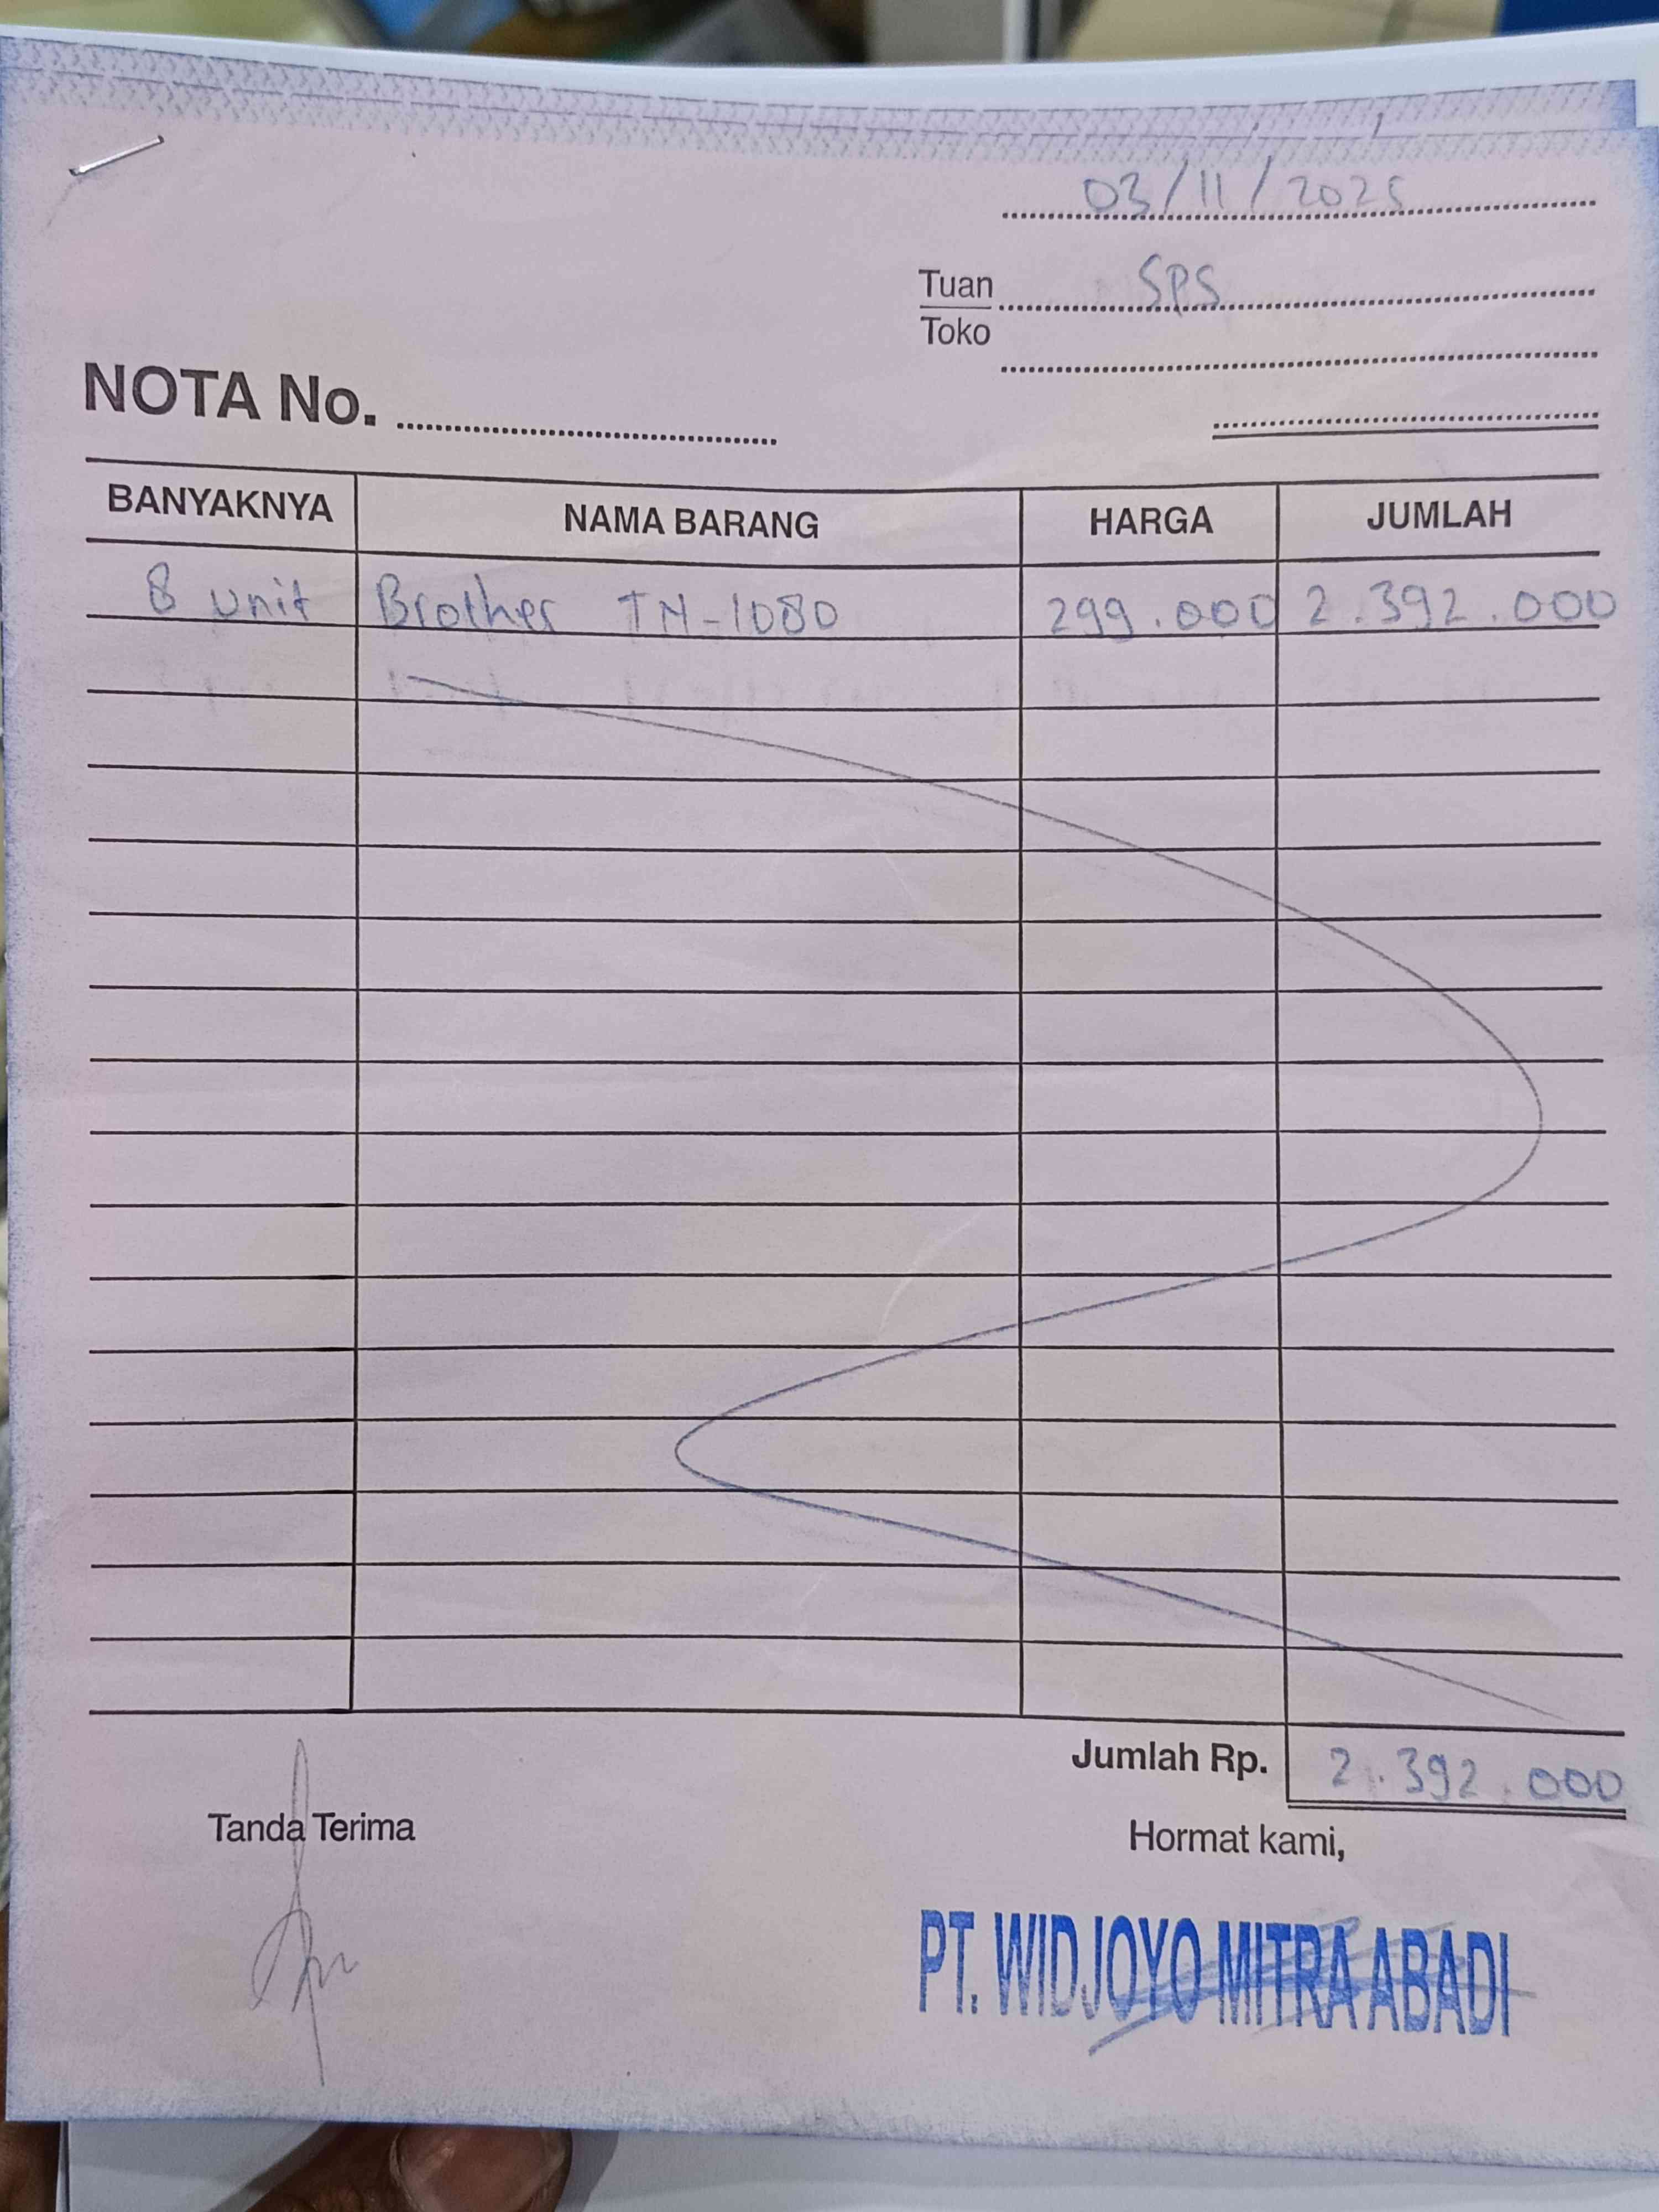 03/11/2025
Tuan SPS
Toko
NOTA No.
BANYAKNYA NAMA BARANG HARGA JUMLAH
8 unit Brother TN-1080 299.000 2.392.000
Jumlah Rp. 2.392.000
Tanda Terima
Hormat kami,
PT. WIDJOYO MITRA ABADI